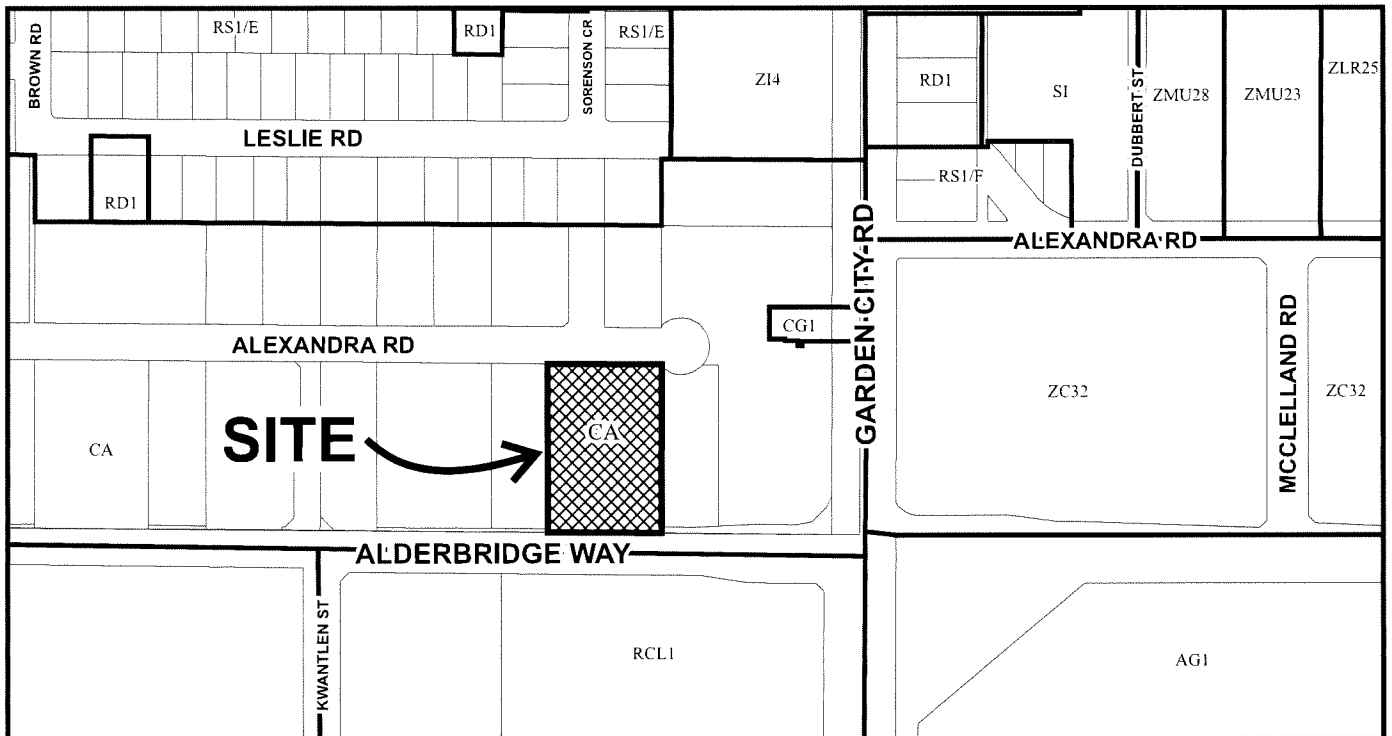 BROWN RD
RS1/E
RD1
SORENSON CR
RS1/E
ZI4
RD1
SI
DUBBERT ST
ZMU28
ZMU23
ZLR25
LESLIE RD
RD1
RS1/F
GARDEN CITY RD
ALEXANDRA RD
ALEXANDRA RD
CG1
MCCLELLAND RD
CA
SITE
CA
ZC32
ZC32
ALDERBRIDGE WAY
KWANTLEN ST
RCL1
AG1